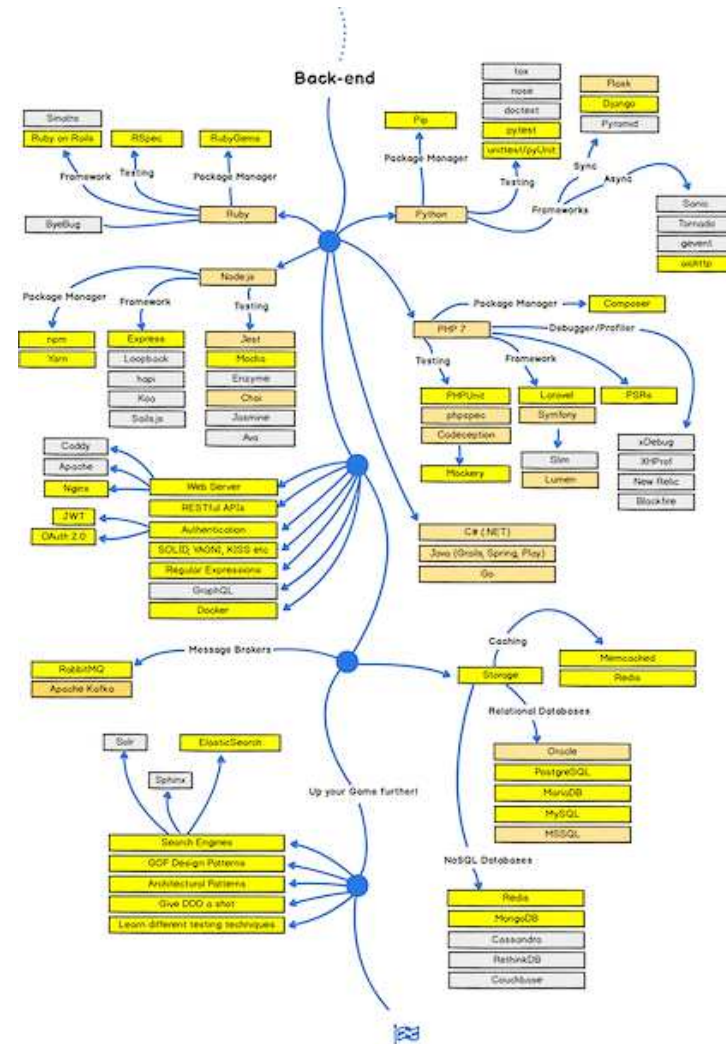 Back-end
Sinatra
Ruby on Rails
RSpec
RubyGems
Framework
Testing
Package Manager
ByeBug
Ruby
Pip
Package Manager
tox
nose
doctest
pytest
unittest/pyUnit
Testing
Flask
Django
Pyramid
Sync
Async
Frameworks
Python
Sanic
Tornado
gevent
aiohttp
Node.js
Package Manager
Framework
Testing
npm
Yarn
Express
Loopback
hapi
Koa
Sails.js
Jest
Mocha
Enzyme
Chai
Jasmine
Ava
PHP 7
Package Manager
Composer
Debugger/Profiler
Testing
Framework
PHPUnit
phpspec
Codeception
Mockery
Laravel
Symfony
Slim
Lumen
PSRs
xDebug
XHProf
New Relic
Blackfire
Caddy
Apache
Nginx
JWT
OAuth 2.0
Web Server
RESTful APIs
Authentication
SOLID, YAGNI, KISS etc
Regular Expressions
GraphQL
Docker
C# (.NET)
Java (Grails, Spring, Play)
Go
Message Brokers
RabbitMQ
Apache Kafka
Storage
Caching
Memcached
Redis
Relational Databases
Oracle
PostgreSQL
MariaDB
MySQL
MSSQL
NoSQL Databases
Redis
MongoDB
Cassandra
RethinkDB
Couchbase
Up your Game further!
Solr
Sphinx
ElasticSearch
Search Engines
GOF Design Patterns
Architectural Patterns
Give DDD a shot
Learn different testing techniques